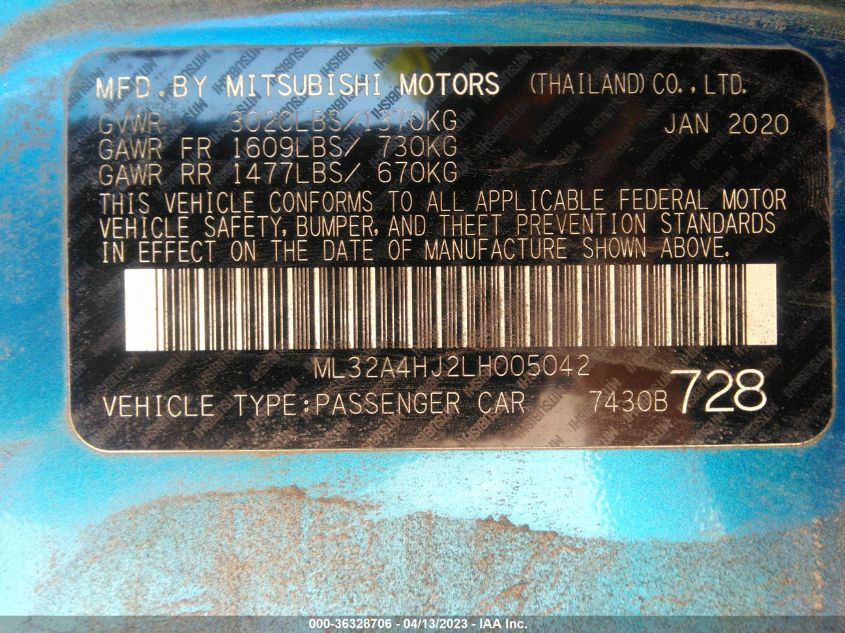 MFD.BY MITSUBISHI MOTORS (THAILAND)CO.,LTD.
GVWR 3020LBS/1370KG JAN 2020
GAWR FR 1609LBS/ 730KG
GAWR RR 1477LBS/ 670KG
THIS VEHICLE CONFORMS TO ALL APPLICABLE FEDERAL MOTOR
VEHICLE SAFETY, BUMPER, AND THEFT PREVENTION STANDARDS
IN EFFECT ON THE DATE OF MANUFACTURE SHOWN ABOVE.
ML32A4HJ2LH005042
VEHICLE TYPE:PASSENGER CAR 7430B 728
000-36328706 - 04/13/2023 - IAA Inc.